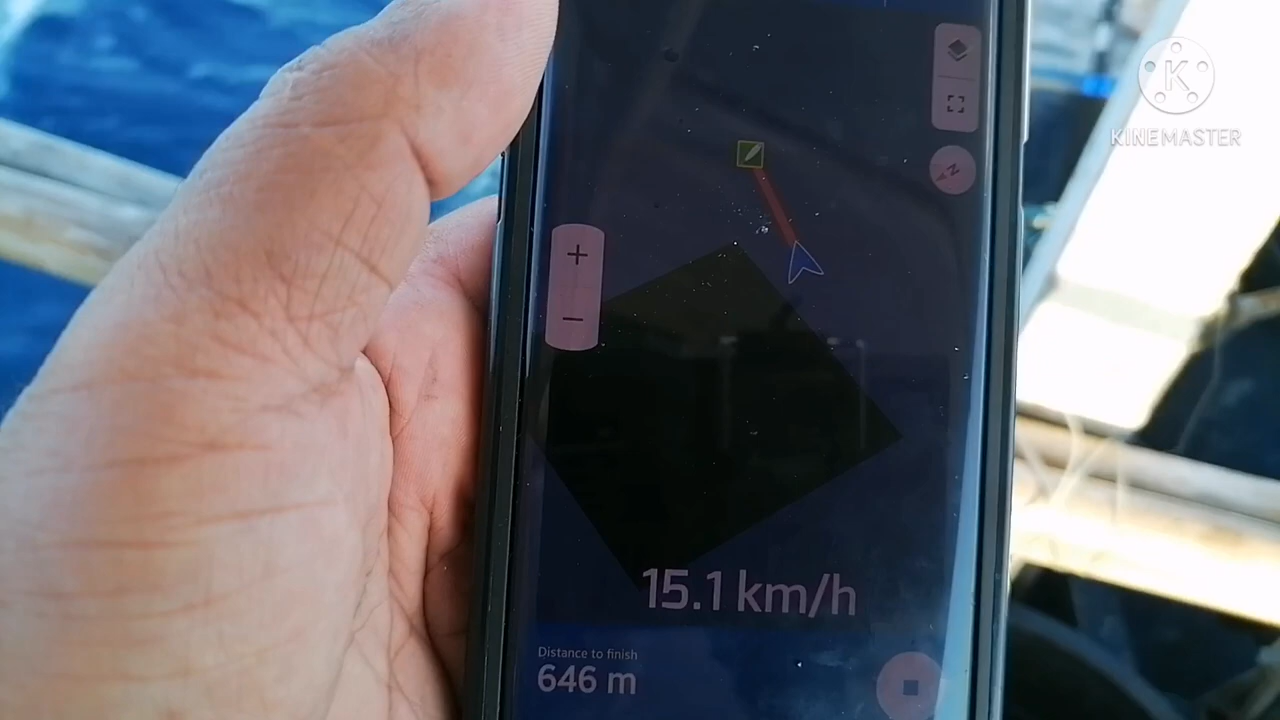 K
KINEMASTER
N
+
−
15.1 km/h
Distance to finish
646 m